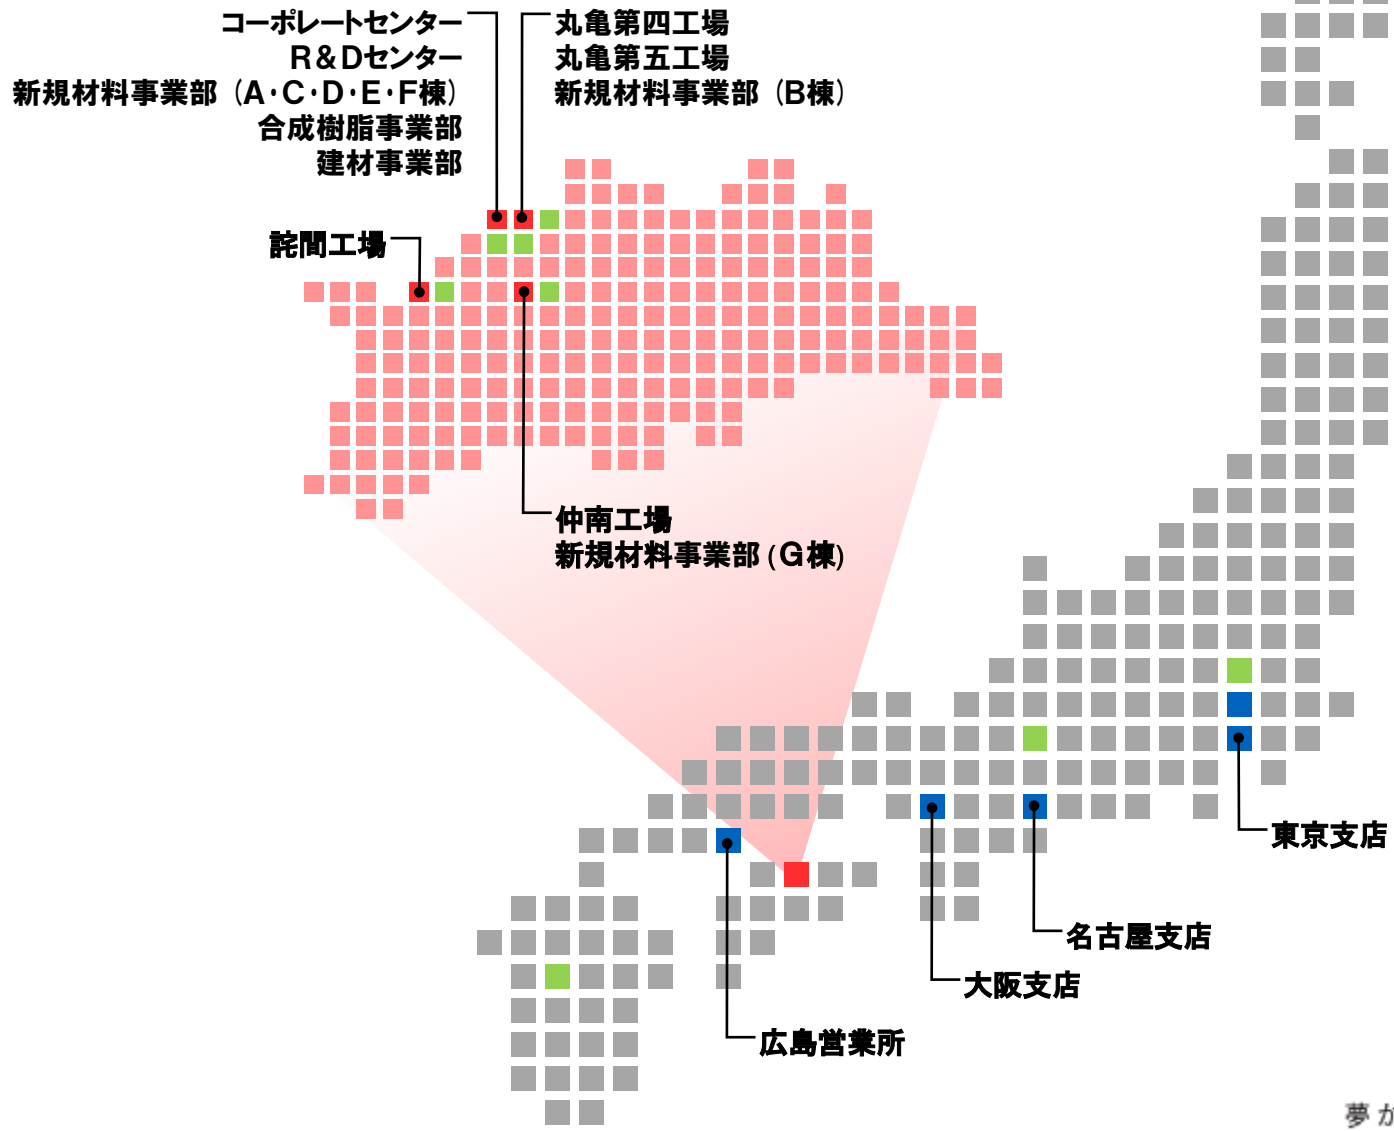 コーポレートセンター
R&Dセンター
新規材料事業部（A・C・D・E・F棟）
合成樹脂事業部
建材事業部
丸亀第四工場
丸亀第五工場
新規材料事業部（B棟）
詫間工場
仲南工場
新規材料事業部(G棟)
東京支店
名古屋支店
大阪支店
広島営業所
夢が